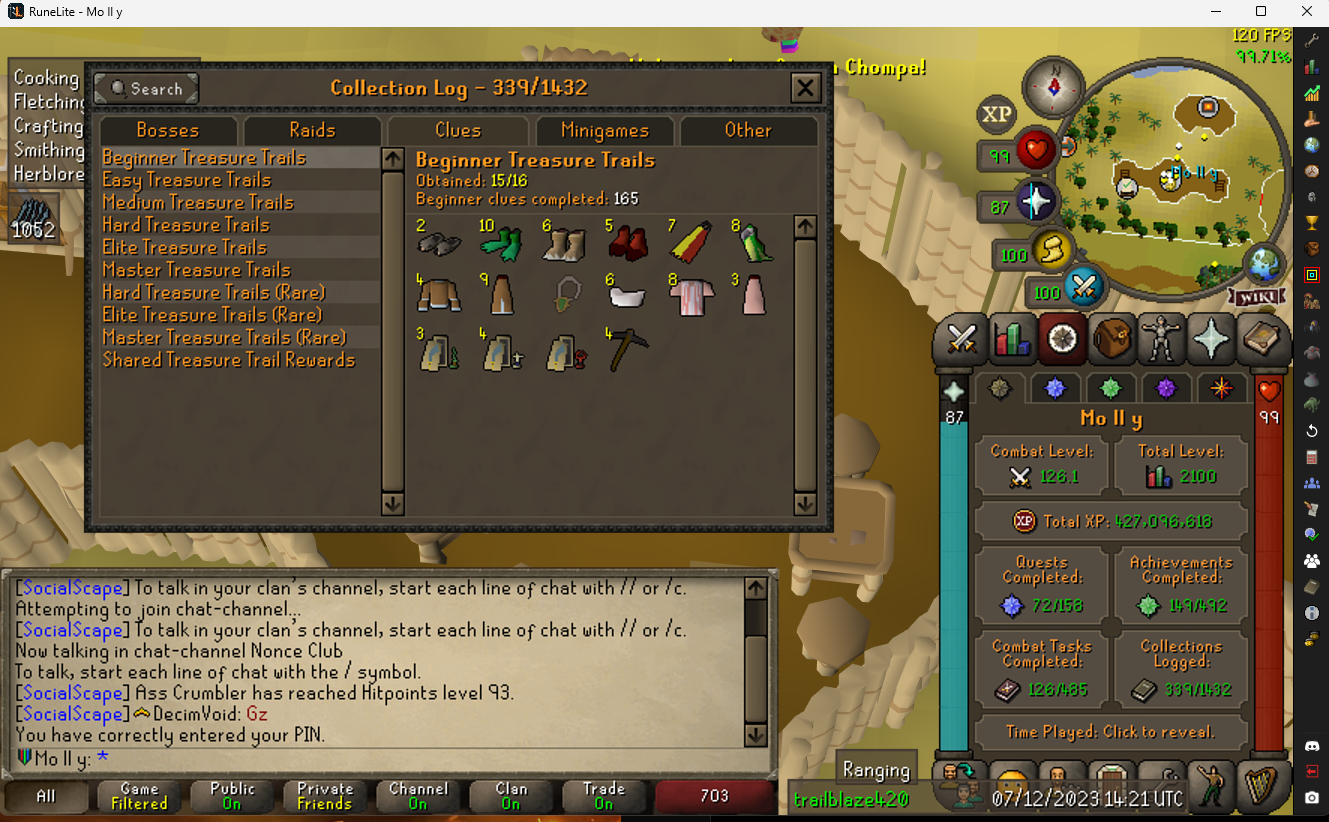 RuneLite - Mo ll y
120 FPS
99.71%
Chompa!
Cooking
Fletching
Crafting
Smithing
Herblore
1052
Search
Collection Log - 339/1432
Bosses
Raids
Clues
Minigames
Other
Beginner Treasure Trails
Easy Treasure Trails
Medium Treasure Trails
Hard Treasure Trails
Elite Treasure Trails
Master Treasure Trails
Hard Treasure Trails (Rare)
Elite Treasure Trails (Rare)
Master Treasure Trails (Rare)
Shared Treasure Trail Rewards
Beginner Treasure Trails
Obtained: 15/16
Beginner clues completed: 165
2 10 6 5 7 8
4 9 6 8 3
3 4 4
N
XP
99
87
100
100
Mo ll y
WIKI
87
99
Mo ll y
Combat Level:
126.1
Total Level:
2100
XP Total XP: 427,096,618
Quests
Completed:
72/158
Achievements
Completed:
149/492
Combat Tasks
Completed:
126/485
Collections
Logged:
339/1432
Time Played: Click to reveal.
[SocialScape] To talk in your clan's channel, start each line of chat with // or /c.
Attempting to join chat-channel...
[SocialScape] To talk in your clan's channel, start each line of chat with // or /c.
Now talking in chat-channel Nonce Club
To talk, start each line of chat with the / symbol.
[SocialScape] Ass Crumbler has reached Hitpoints level 93.
[SocialScape] DecimVoid: Gz
You have correctly entered your PIN.
Mo ll y: *
All
Game
Filtered
Public
On
Private
Friends
Channel
On
Clan
On
Trade
On
703
Ranging
trailblaze420
07/12/2023 14:21 UTC